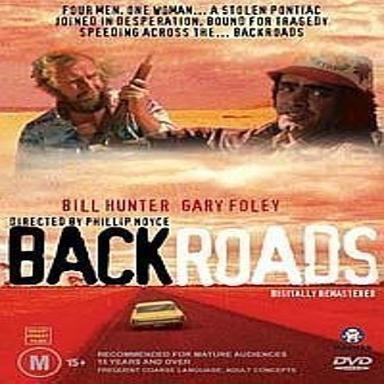 FOUR MEN, ONE WOMAN... A STOLEN PONTIAC
JOINED IN DESPERATION, BOUND FOR TRAGEDY
SPEEDING ACROSS THE... BACKROADS
BILL HUNTER GARY FOLEY
DIRECTED BY PHILLIP NOYCE
BACKROADS
DIGITALLY REMASTERED
M 15+
RECOMMENDED FOR MATURE AUDIENCES
15 YEARS AND OVER
FREQUENT COARSE LANGUAGE, ADULT CONCEPTS
DVD